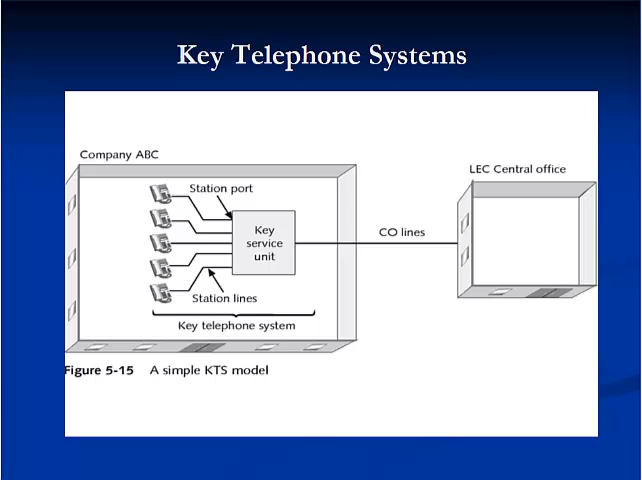 Key Telephone Systems
Company ABC
LEC Central office
Station port
Key
service
unit
CO lines
Station lines
Key telephone system
Figure 5-15 A simple KTS model